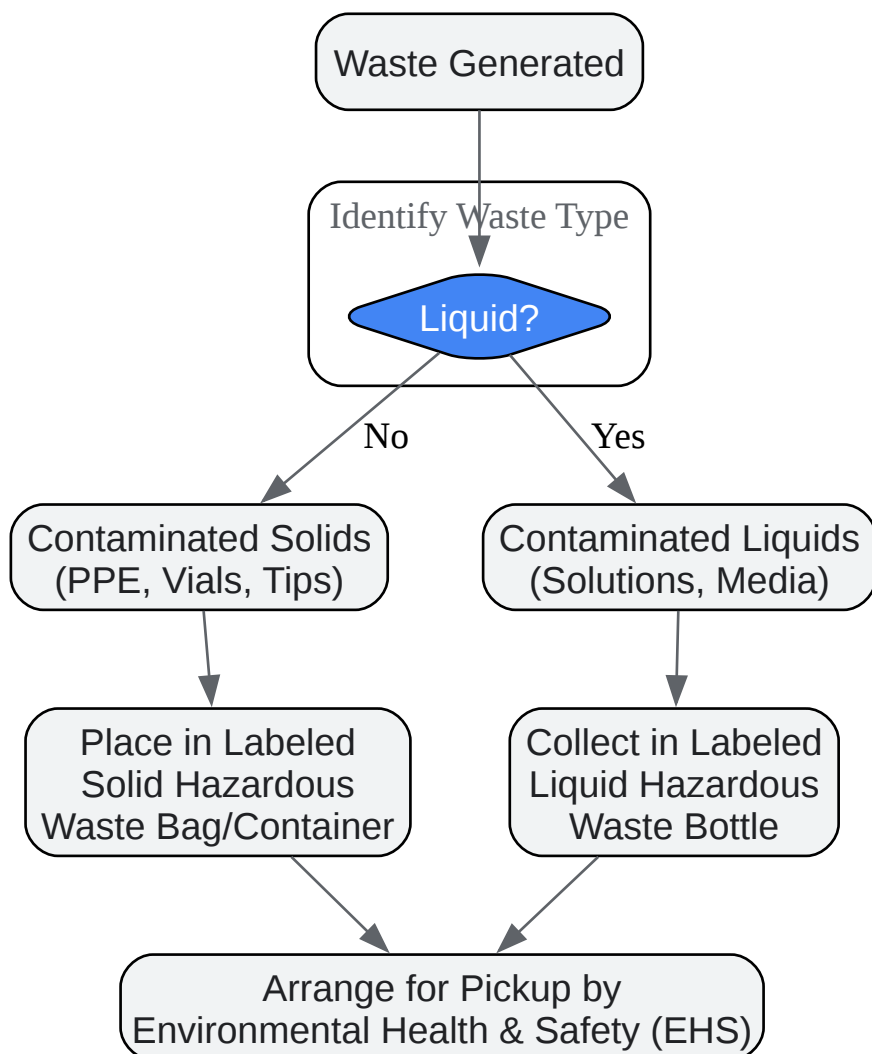 Waste Generated
Identify Waste Type
Liquid?
No
Yes
Contaminated Solids
(PPE, Vials, Tips)
Contaminated Liquids
(Solutions, Media)
Place in Labeled
Solid Hazardous
Waste Bag/Container
Collect in Labeled
Liquid Hazardous
Waste Bottle
Arrange for Pickup by
Environmental Health & Safety (EHS)